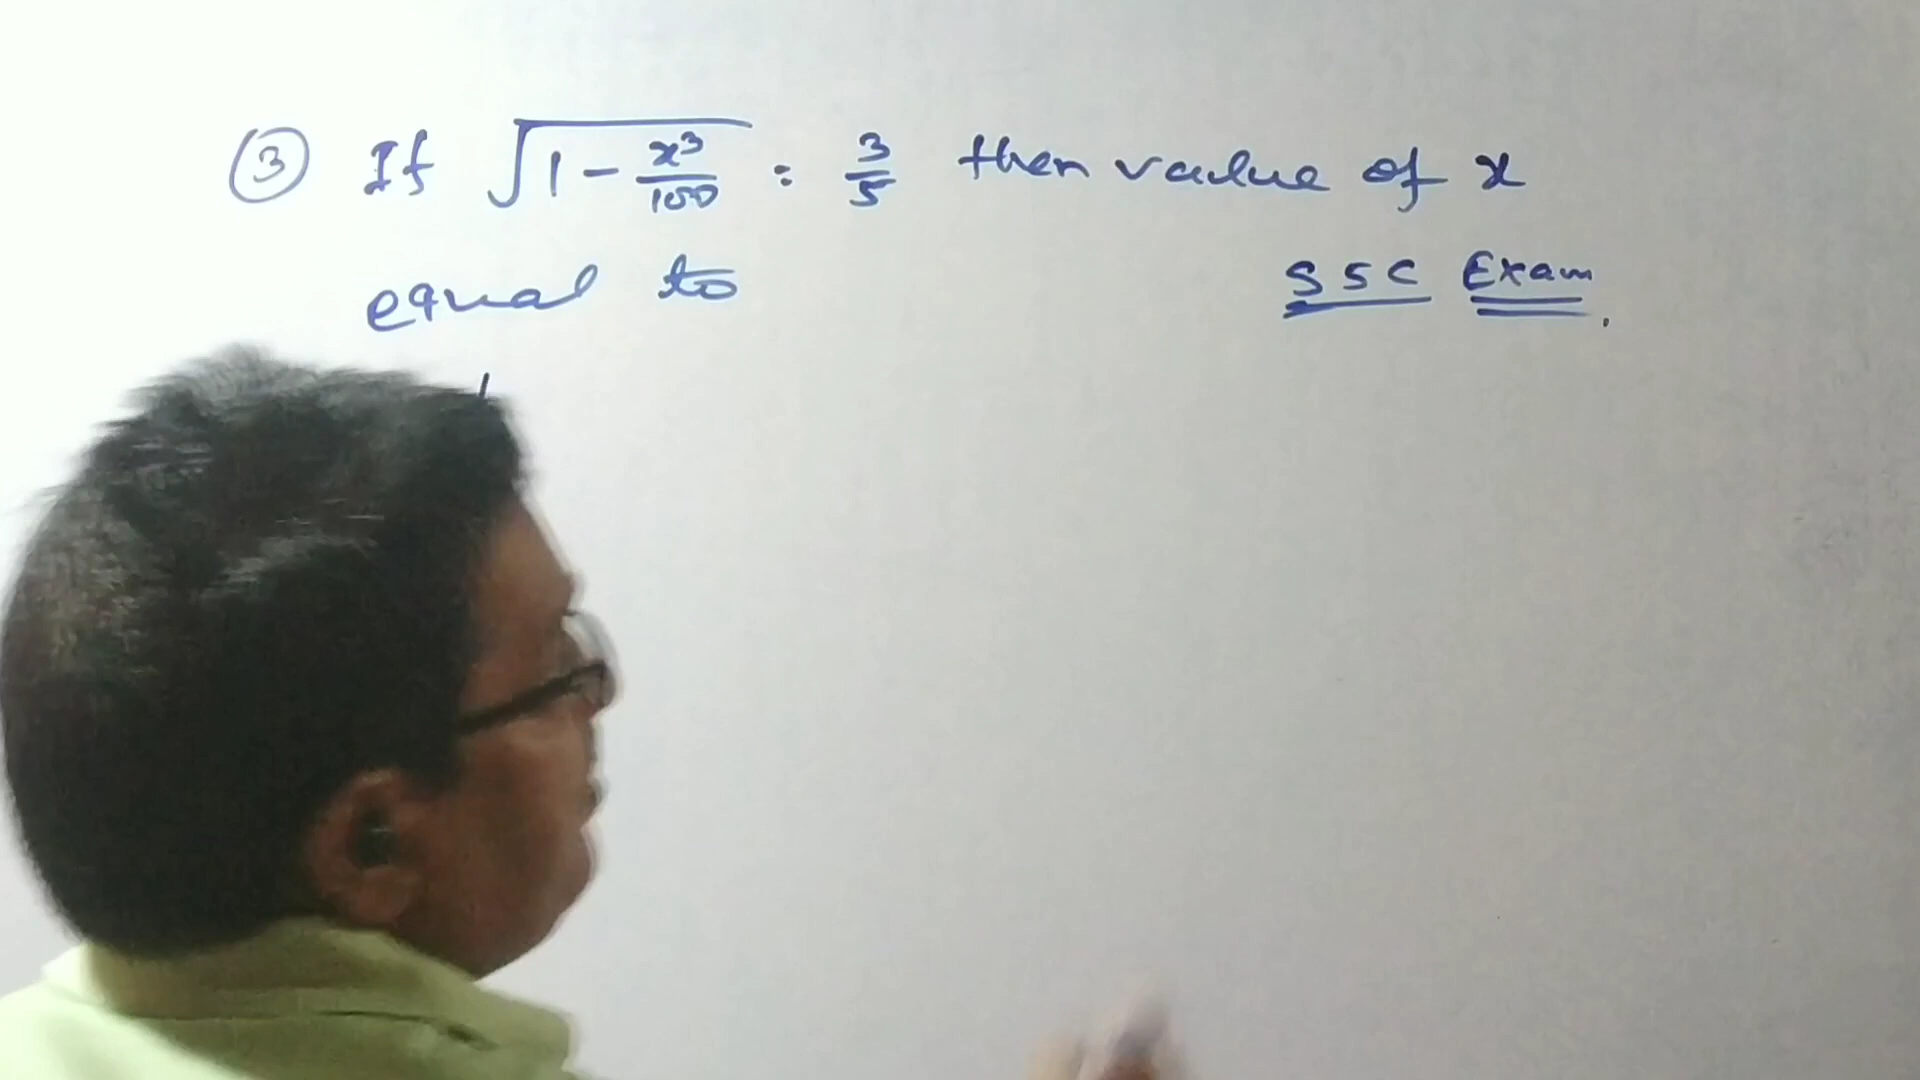 ③ If √(1 - x³/100) = 3/5 then value of x
equal to
SSC Exam.